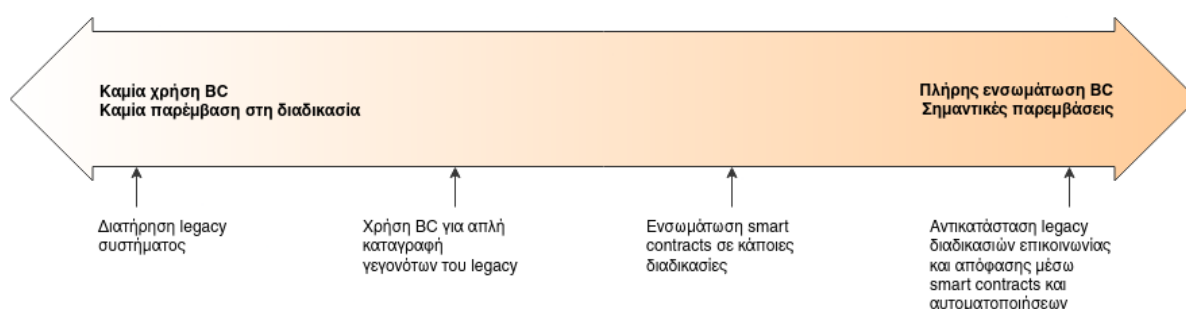 Καμία χρήση BC
Καμία παρέμβαση στη διαδικασία
Πλήρης ενσωμάτωση BC
Σημαντικές παρεμβάσεις
Διατήρηση legacy
συστήματος
Χρήση BC για απλή
καταγραφή
γεγονότων του legacy
Ενσωμάτωση smart
contracts σε κάποιες
διαδικασίες
Αντικατάσταση legacy
διαδικασιών επικοινωνίας
και απόφασης μέσω
smart contracts και
αυτοματοποιήσεων